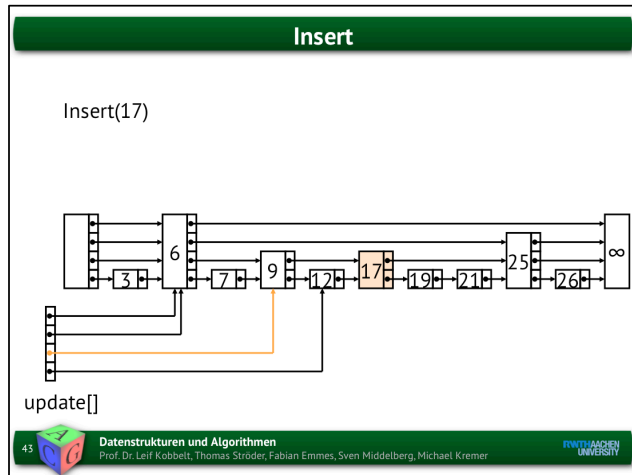 Insert
Insert(17)
6
9
17
25
∞
3
7
12
19
21
26
update[]
43
A
C
G
Datenstrukturen und Algorithmen
Prof. Dr. Leif Kobbelt, Thomas Ströder, Fabian Emmes, Sven Middelberg, Michael Kremer
RWTHAACHEN
UNIVERSITY